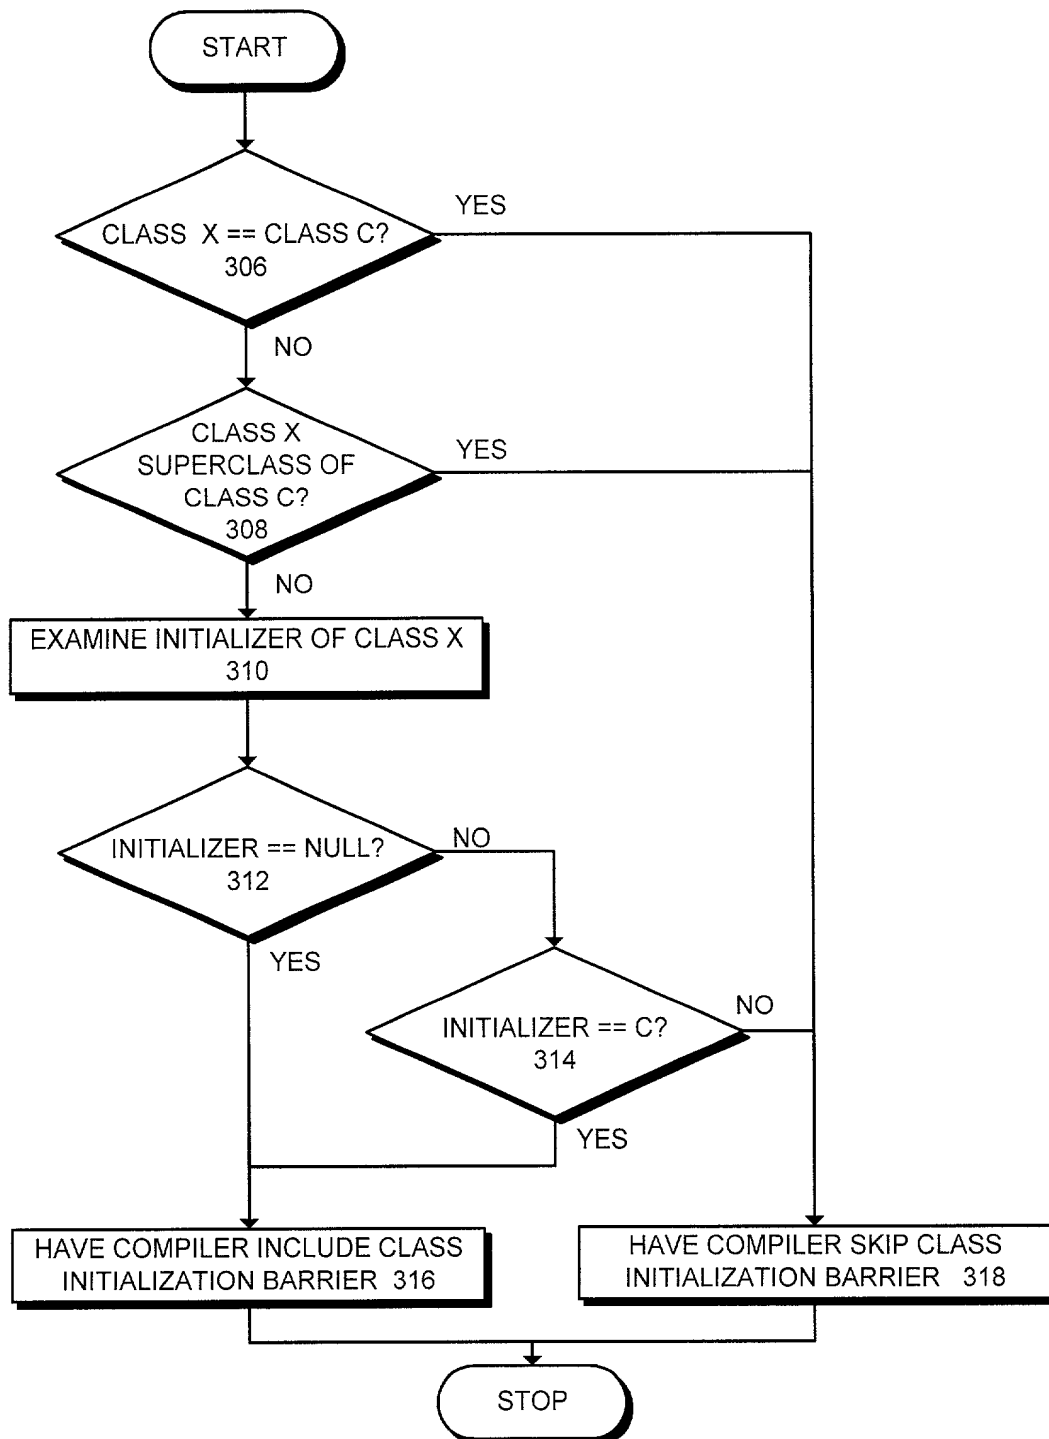 START
CLASS X == CLASS C?
306
YES
NO
CLASS X
SUPERCLASS OF
CLASS C?
308
YES
NO
EXAMINE INITIALIZER OF CLASS X
310
INITIALIZER == NULL?
312
NO
YES
INITIALIZER == C?
314
NO
YES
HAVE COMPILER INCLUDE CLASS
INITIALIZATION BARRIER 316
HAVE COMPILER SKIP CLASS
INITIALIZATION BARRIER 318
STOP